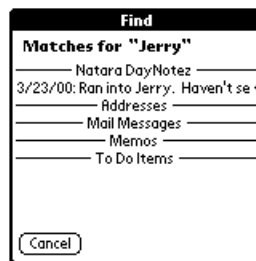 Find
Matches for "Jerry"
Natara DayNotez
3/23/00: Ran into Jerry. Haven't se
Addresses
Mail Messages
Memos
To Do Items
Cancel